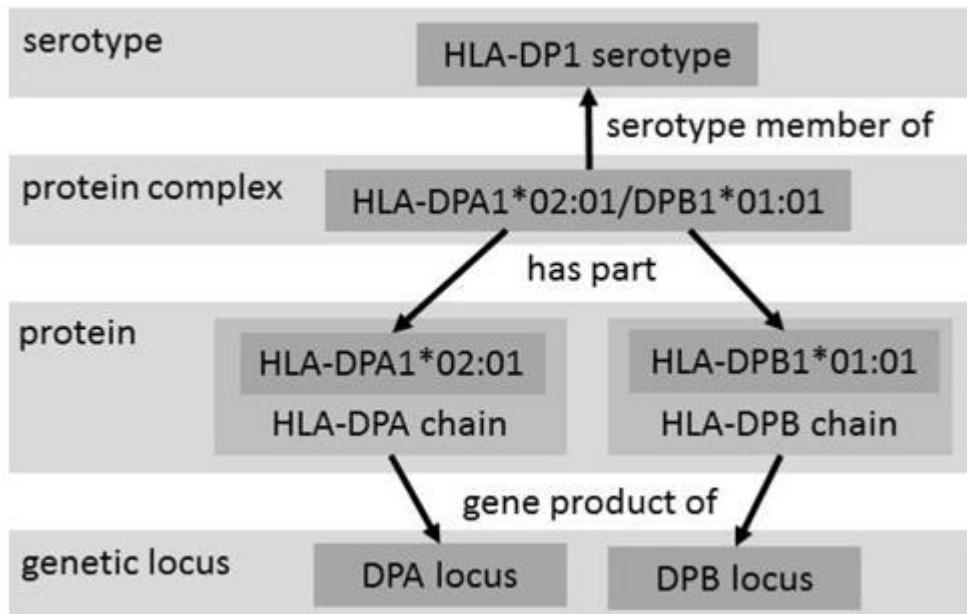 serotype
HLA-DP1 serotype
serotype member of
protein complex
HLA-DPA1*02:01/DPB1*01:01
has part
protein
HLA-DPA1*02:01
HLA-DPB1*01:01
HLA-DPA chain
HLA-DPB chain
gene product of
genetic locus
DPA locus
DPB locus